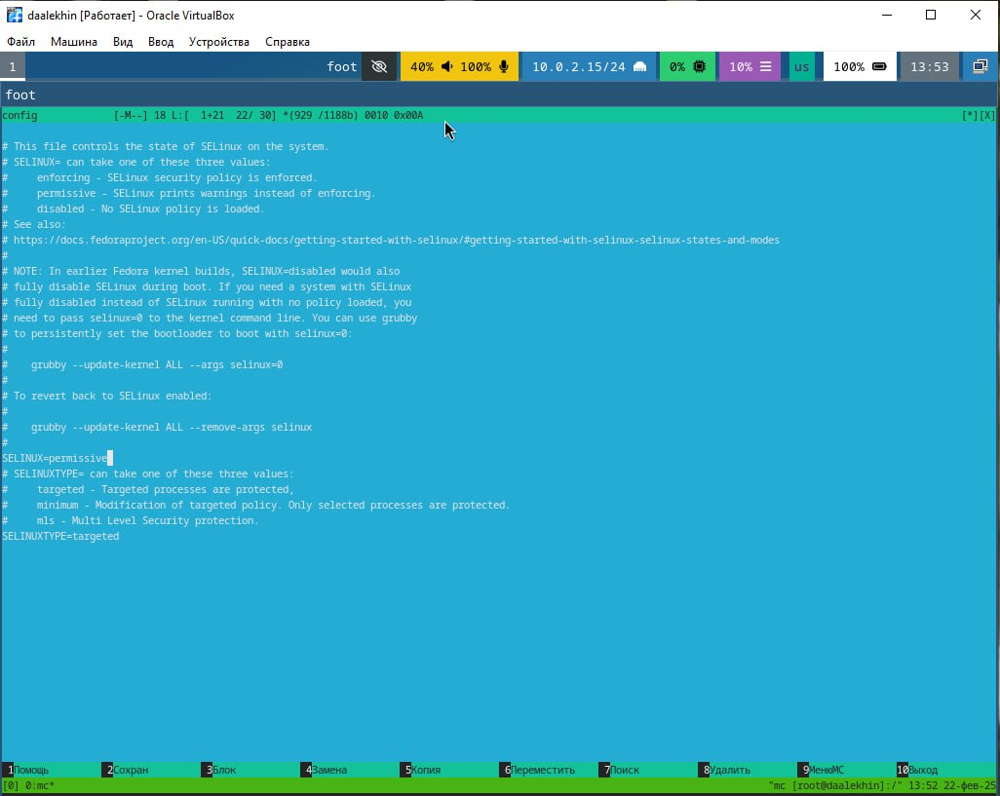 daalekhin [Работает] - Oracle VirtualBox
Файл Машина Вид Ввод Устройства Справка
1 foot 40% 100% 10.0.2.15/24 0% 10% us 100% 13:53
foot
config [-M--] 18 L:[ 1+21 22/ 30] *(929 /1188b) 0010 0x00A [*][X]
# This file controls the state of SELinux on the system.
# SELINUX= can take one of these three values:
# enforcing - SELinux security policy is enforced.
# permissive - SELinux prints warnings instead of enforcing.
# disabled - No SELinux policy is loaded.
# See also:
# https://docs.fedoraproject.org/en-US/quick-docs/getting-started-with-selinux/#getting-started-with-selinux-selinux-states-and-modes
#
# NOTE: In earlier Fedora kernel builds, SELINUX=disabled would also
# fully disable SELinux during boot. If you need a system with SELinux
# fully disabled instead of SELinux running with no policy loaded, you
# need to pass selinux=0 to the kernel command line. You can use grubby
# to persistently set the bootloader to boot with selinux=0:
#
# grubby --update-kernel ALL --args selinux=0
#
# To revert back to SELinux enabled:
#
# grubby --update-kernel ALL --remove-args selinux
#
SELINUX=permissive
# SELINUXTYPE= can take one of these three values:
# targeted - Targeted processes are protected,
# minimum - Modification of targeted policy. Only selected processes are protected.
# mls - Multi Level Security protection.
SELINUXTYPE=targeted
1Помощь 2Сохран 3Блок 4Замена 5Копия 6Переместить 7Поиск 8Удалить 9МенюMC 10Выход
[0] 0:mc* "mc [root@daalekhin]:/" 13:52 22-фев-25